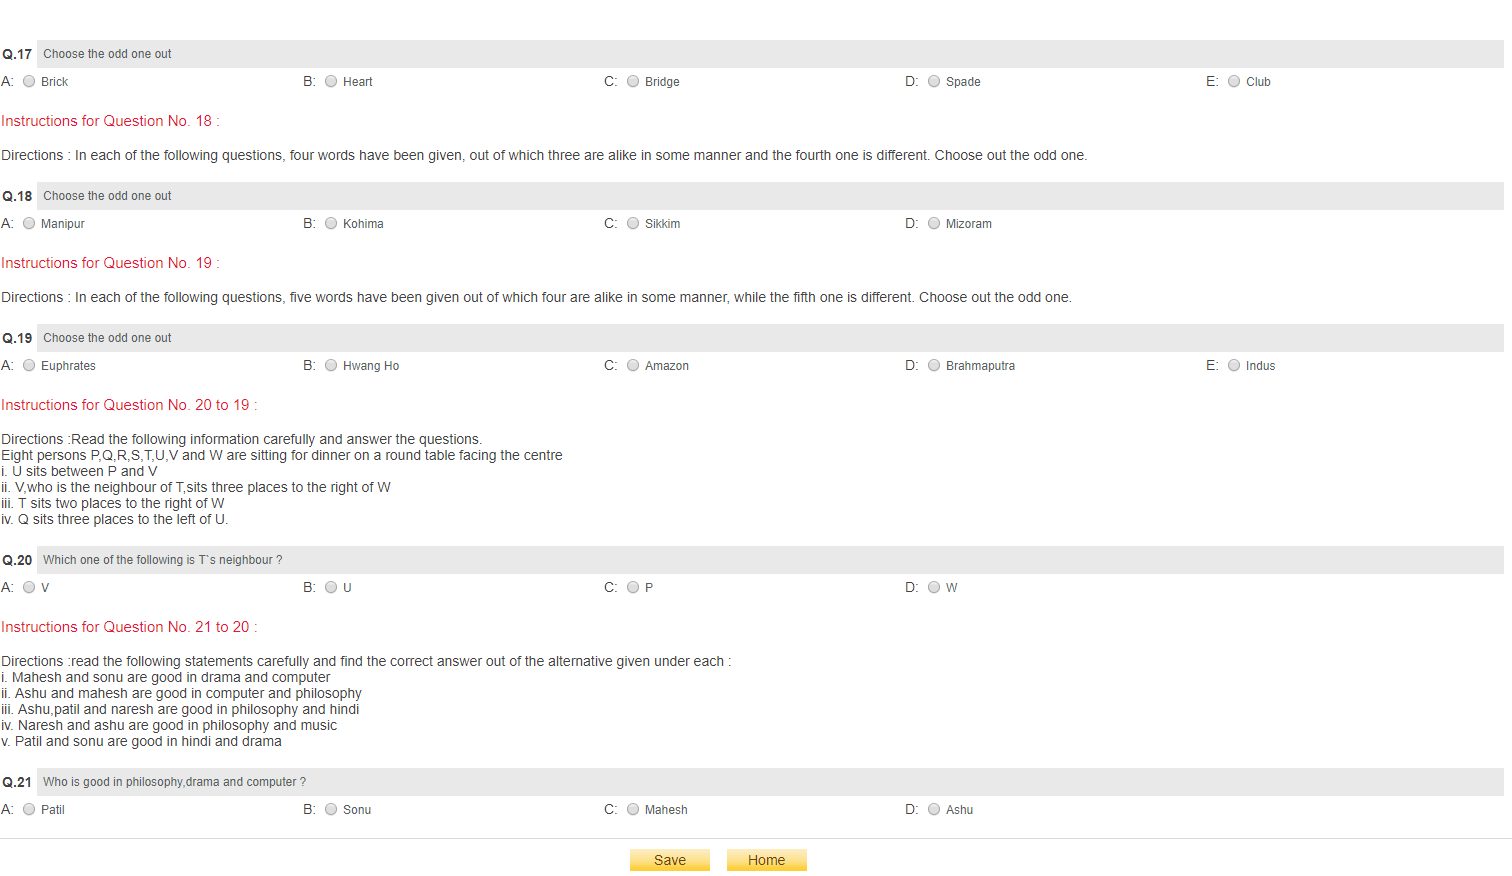 Q.17 Choose the odd one out
A: Brick B: Heart C: Bridge D: Spade E: Club
Instructions for Question No. 18 :
Directions : In each of the following questions, four words have been given, out of which three are alike in some manner and the fourth one is different. Choose out the odd one.
Q.18 Choose the odd one out
A: Manipur B: Kohima C: Sikkim D: Mizoram
Instructions for Question No. 19 :
Directions : In each of the following questions, five words have been given out of which four are alike in some manner, while the fifth one is different. Choose out the odd one.
Q.19 Choose the odd one out
A: Euphrates B: Hwang Ho C: Amazon D: Brahmaputra E: Indus
Instructions for Question No. 20 to 19 :
Directions :Read the following information carefully and answer the questions.
Eight persons P,Q,R,S,T,U,V and W are sitting for dinner on a round table facing the centre
i. U sits between P and V
ii. V,who is the neighbour of T,sits three places to the right of W
iii. T sits two places to the right of W
iv. Q sits three places to the left of U.
Q.20 Which one of the following is T`s neighbour ?
A: V B: U C: P D: W
Instructions for Question No. 21 to 20 :
Directions :read the following statements carefully and find the correct answer out of the alternative given under each :
i. Mahesh and sonu are good in drama and computer
ii. Ashu and mahesh are good in computer and philosophy
iii. Ashu,patil and naresh are good in philosophy and hindi
iv. Naresh and ashu are good in philosophy and music
v. Patil and sonu are good in hindi and drama
Q.21 Who is good in philosophy,drama and computer ?
A: Patil B: Sonu C: Mahesh D: Ashu
Save Home